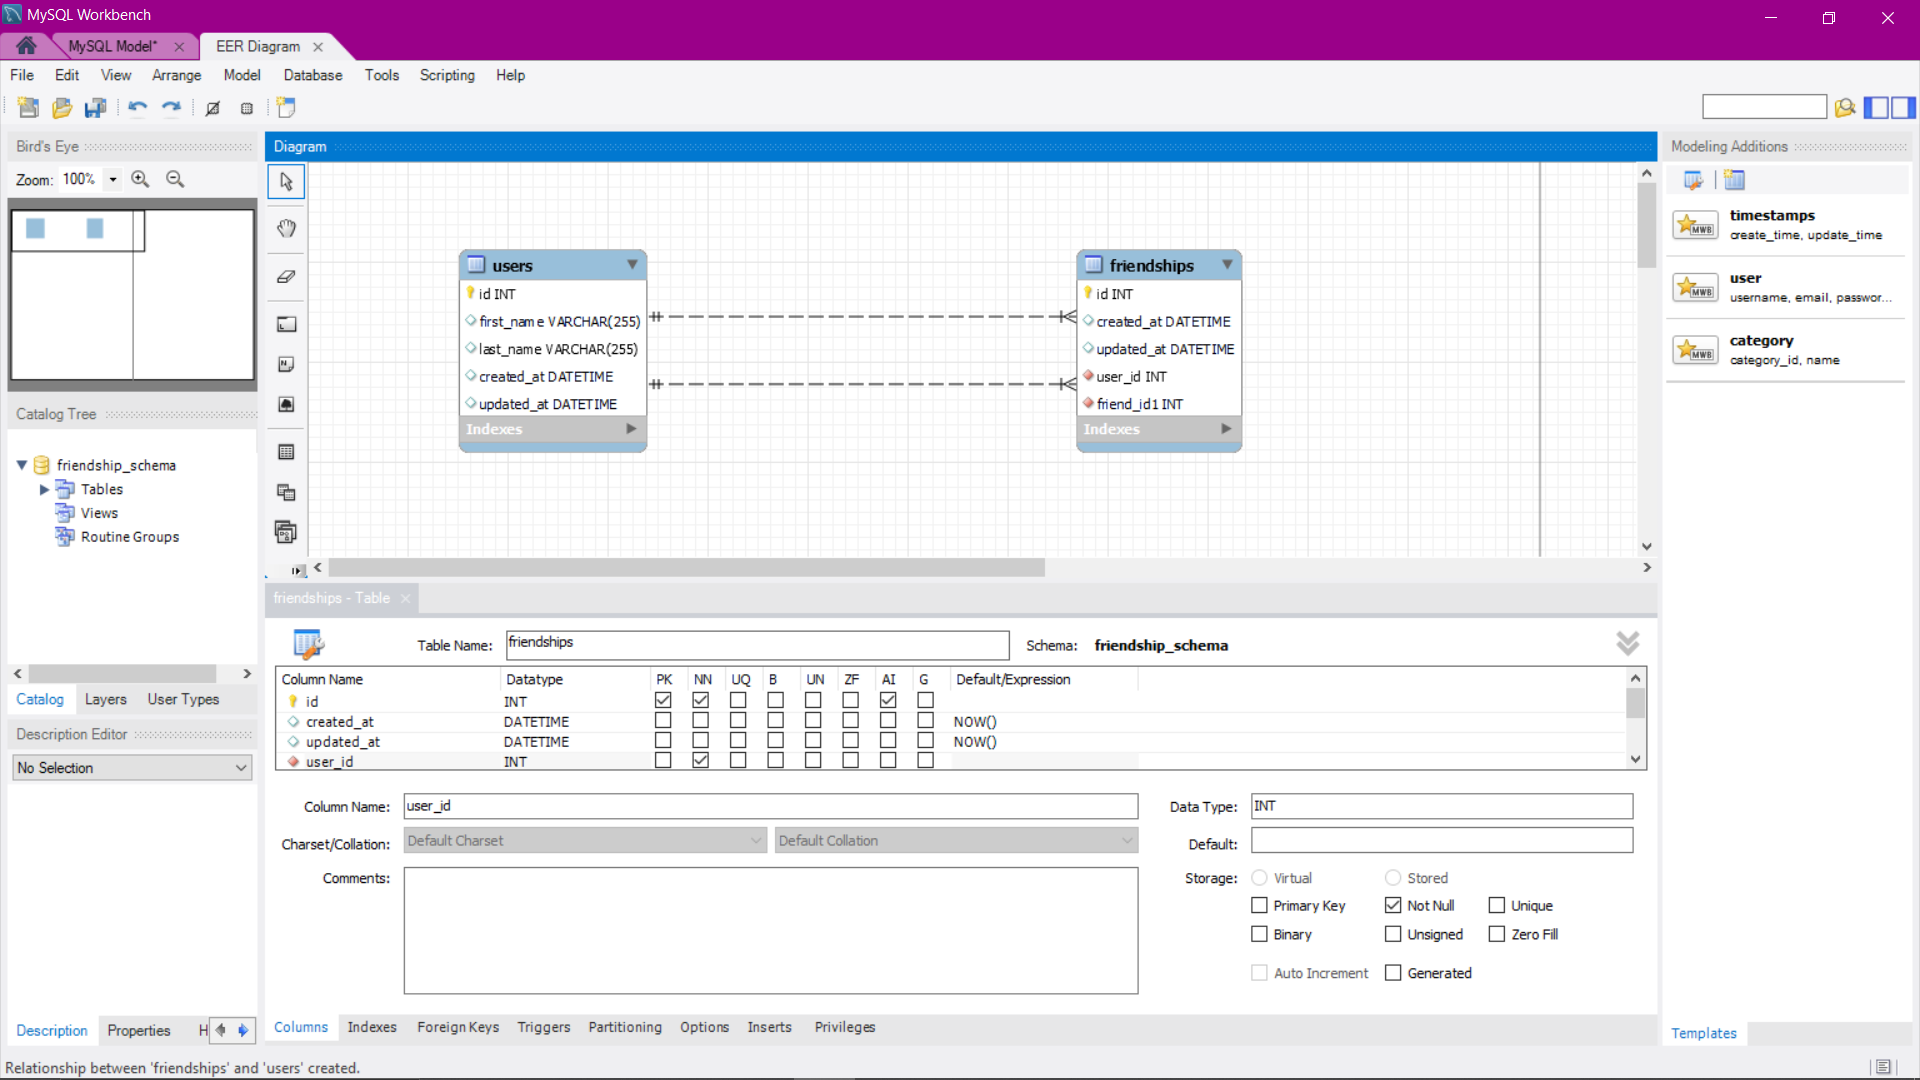 MySQL Workbench
MySQL Model*
EER Diagram
File Edit View Arrange Model Database Tools Scripting Help
Bird's Eye
Zoom: 100%
Catalog Tree
friendship_schema
Tables
Views
Routine Groups
Catalog Layers User Types
Description Editor
No Selection
Description Properties H
Diagram
users
id INT
first_name VARCHAR(255)
last_name VARCHAR(255)
created_at DATETIME
updated_at DATETIME
Indexes
friendships
id INT
created_at DATETIME
updated_at DATETIME
user_id INT
friend_id1 INT
Indexes
friendships - Table
Table Name: friendships Schema: friendship_schema
Column Name Datatype PK NN UQ B UN ZF AI G Default/Expression
id INT
created_at DATETIME NOW()
updated_at DATETIME NOW()
user_id INT
Column Name: user_id Data Type: INT
Charset/Collation: Default Charset Default Collation Default:
Comments: Storage: Virtual Stored
Primary Key Not Null Unique
Binary Unsigned Zero Fill
Auto Increment Generated
Columns Indexes Foreign Keys Triggers Partitioning Options Inserts Privileges
Modeling Additions
MWB
timestamps
create_time, update_time
MWB
user
username, email, passwor...
MWB
category
category_id, name
Templates
Relationship between 'friendships' and 'users' created.